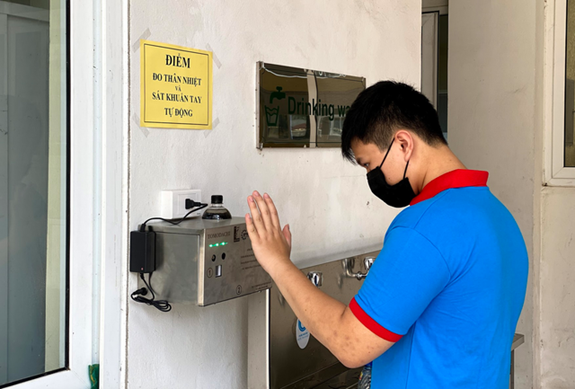 ĐIỂM
ĐO THÂN NHIỆT
VÀ
SÁT KHUẨN TAY
TỰ ĐỘNG
Drinking wa